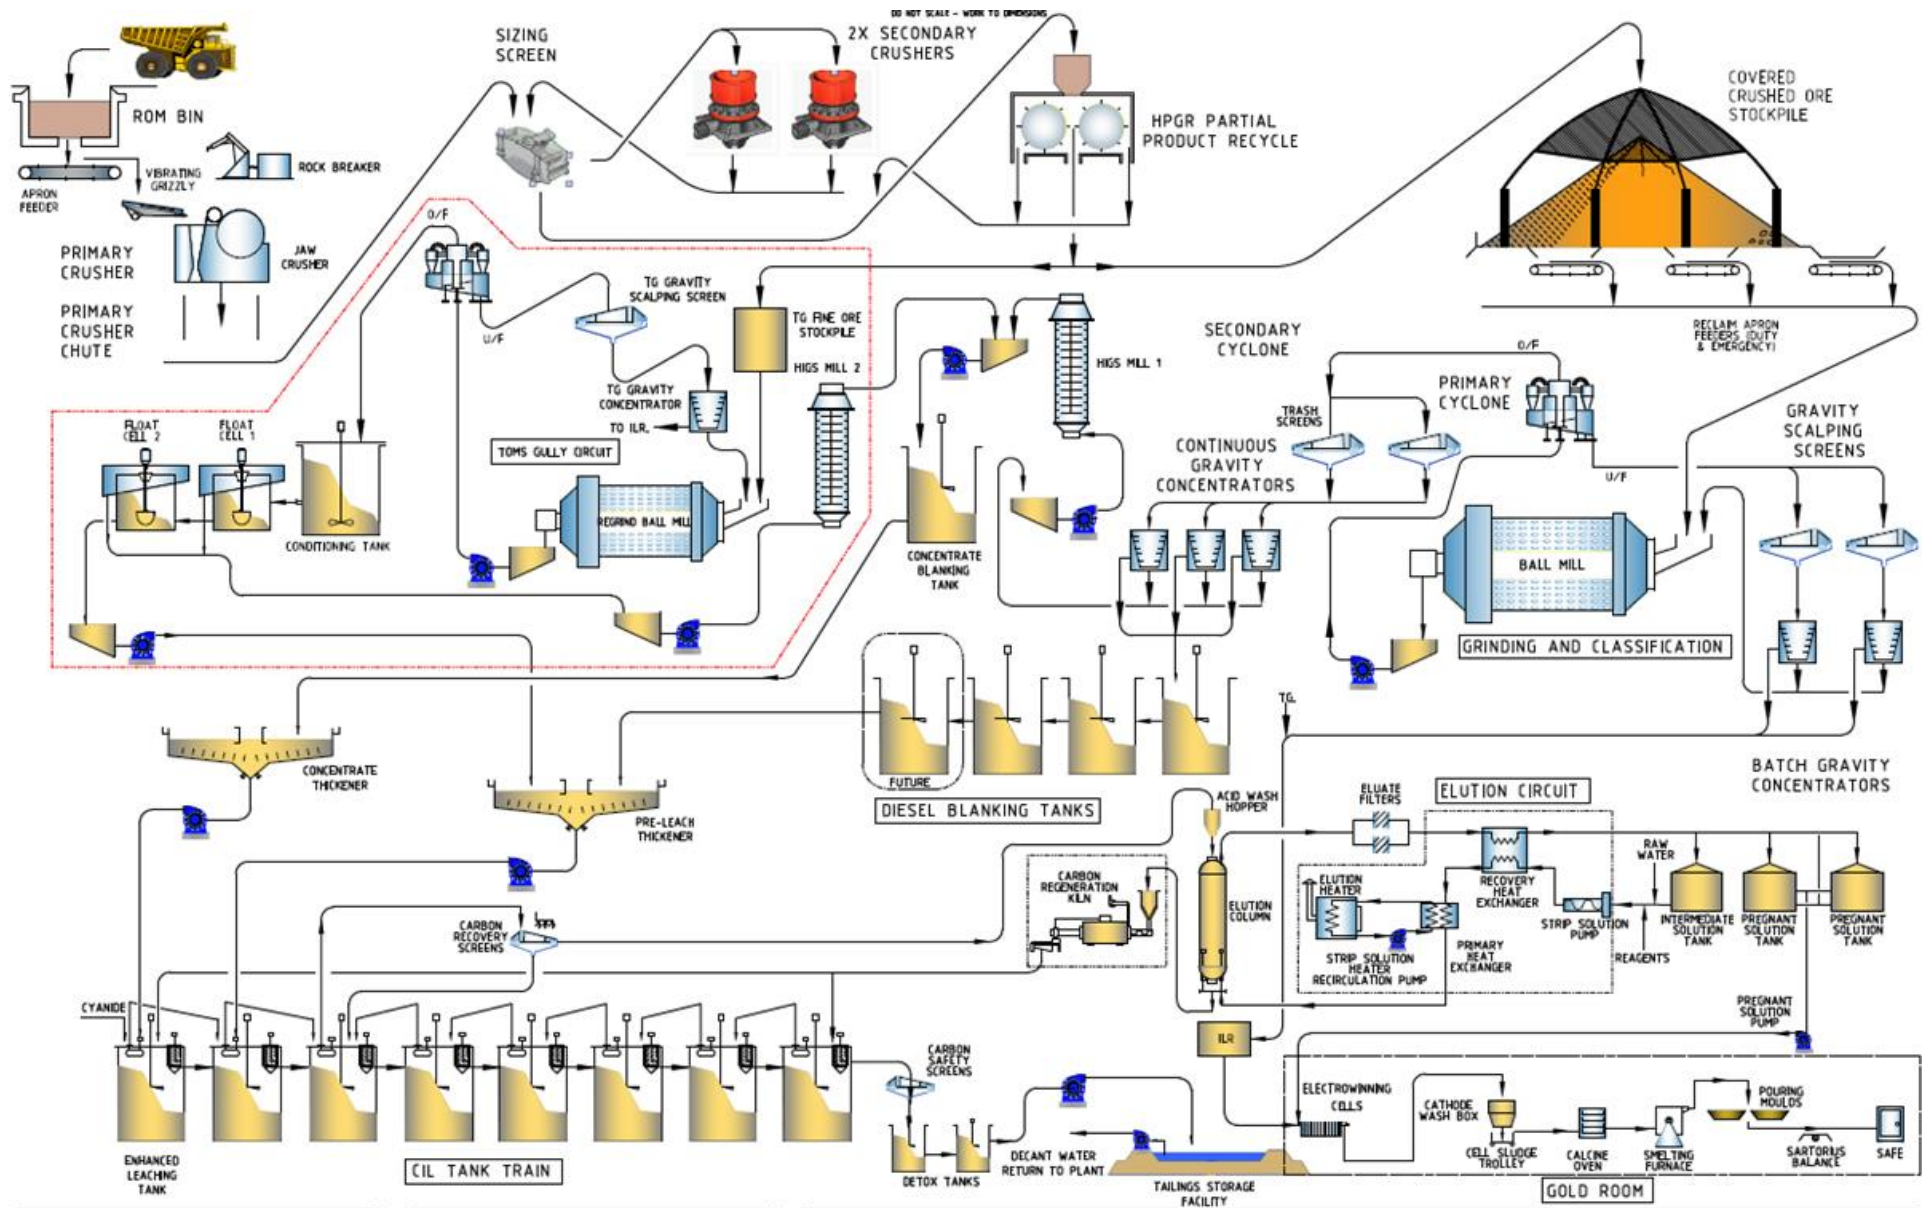 DO NOT SCALE - WORK TO DIMENSIONS
SIZING
SCREEN
2X SECONDARY
CRUSHERS
ROM BIN
HPGR PARTIAL
PRODUCT RECYCLE
COVERED
CRUSHED ORE
STOCKPILE
ROCK BREAKER
VIBRATING
GRIZZLY
APRON
FEEDER
PRIMARY
CRUSHER
JAW
CRUSHER
PRIMARY
CRUSHER
CHUTE
O/F
U/F
TG GRAVITY
SCALPING SCREEN
TG FINE ORE
STOCKPILE
HIGS MILL 2
TG GRAVITY
CONCENTRATOR
TO ILR.
TOMS GULLY CIRCUIT
REGRIND BALL MILL
FLOAT
CELL 2
FLOAT
CELL 1
CONDITIONING TANK
HIGS MILL 1
CONCENTRATE
BLANKING
TANK
SECONDARY
CYCLONE
RECLAIM APRON
FEEDERS (DUTY
& EMERGENCY)
O/F
PRIMARY
CYCLONE
U/F
TRASH
SCREENS
CONTINUOUS
GRAVITY
CONCENTRATORS
GRAVITY
SCALPING
SCREENS
BALL MILL
GRINDING AND CLASSIFICATION
TG.
BATCH GRAVITY
CONCENTRATORS
CONCENTRATE
THICKENER
PRE-LEACH
THICKENER
FUTURE
DIESEL BLANKING TANKS
ACID WASH
HOPPER
ELUATE
FILTERS
ELUTION CIRCUIT
CARBON
REGENERATION
KILN
ELUTION
COLUMN
ELUTION
HEATER
RECOVERY
HEAT
EXCHANGER
RAW
WATER
STRIP SOLUTION
PUMP
INTERMEDIATE
SOLUTION
TANK
PREGNANT
SOLUTION
TANK
PREGNANT
SOLUTION
TANK
STRIP SOLUTION
HEATER
RECIRCULATION PUMP
PRIMARY
HEAT
EXCHANGER
REAGENTS
CARBON
RECOVERY
SCREENS
CYANIDE
PREGNANT
SOLUTION
PUMP
ILR
CARBON
SAFETY
SCREENS
ENHANCED
LEACHING
TANK
CIL TANK TRAIN
DETOX TANKS
DECANT WATER
RETURN TO PLANT
TAILINGS STORAGE
FACILITY
ELECTROWINNING
CELLS
CATHODE
WASH BOX
CELL SLUDGE
TROLLEY
CALCINE
OVEN
SMELTING
FURNACE
POURING
MOULDS
SARTORIUS
BALANCE
SAFE
GOLD ROOM